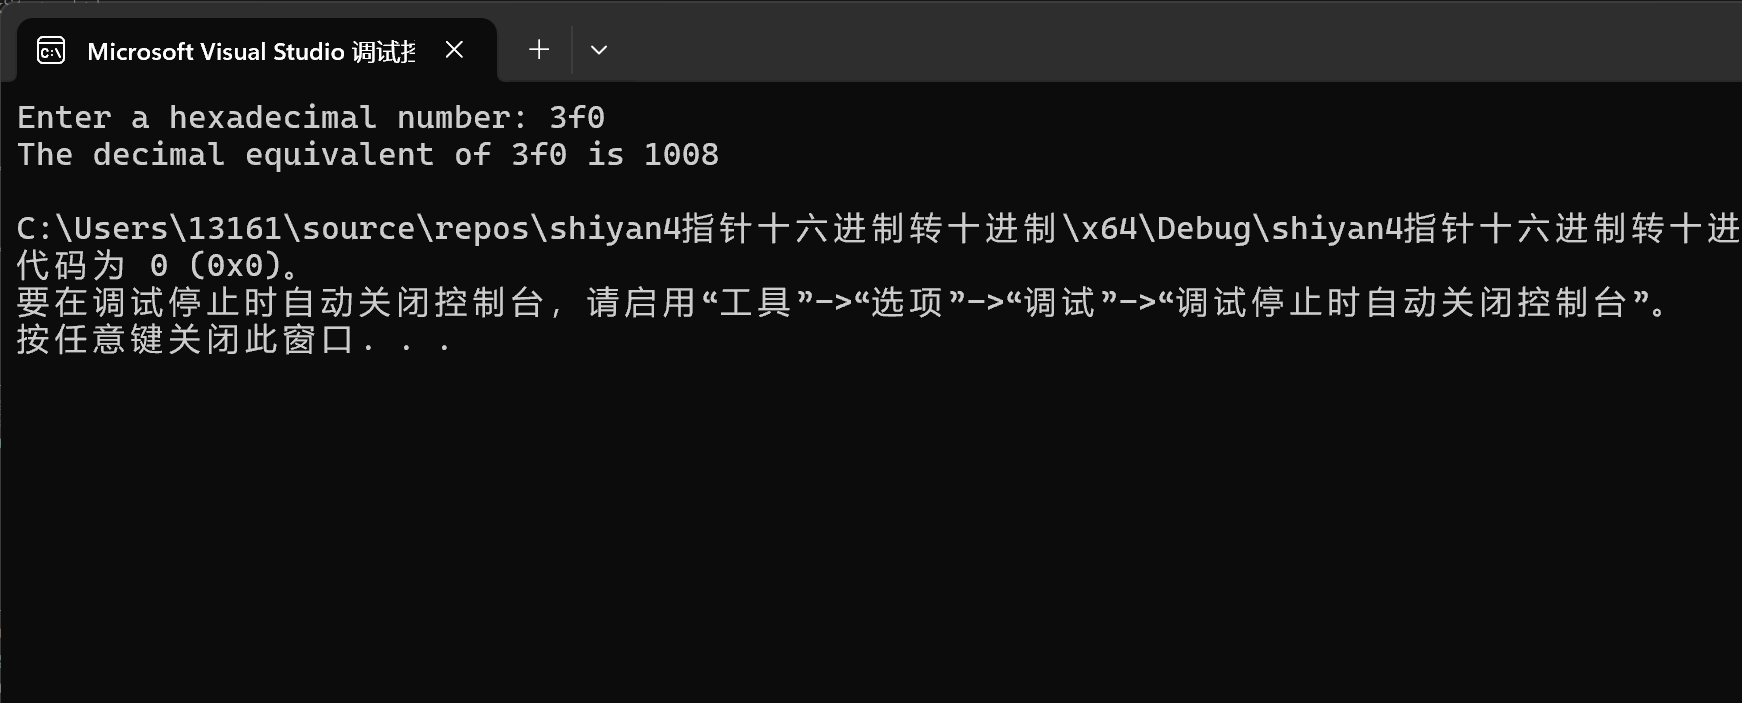 Microsoft Visual Studio 调试控
Enter a hexadecimal number: 3f0
The decimal equivalent of 3f0 is 1008
C:\Users\13161\source\repos\shiyan4指针十六进制转十进制\x64\Debug\shiyan4指针十六进制转十进
代码为 0 (0x0)。
要在调试停止时自动关闭控制台，请启用“工具”->“选项”->“调试”->“调试停止时自动关闭控制台”。
按任意键关闭此窗口. . .